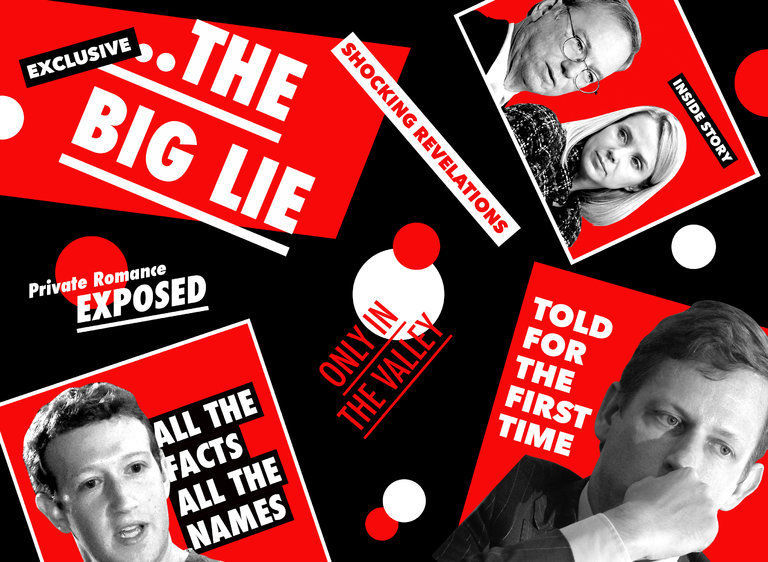 EXCLUSIVE
...THE
BIG LIE
SHOCKING REVELATIONS
INSIDE STORY
Private Romance
EXPOSED
ONLY IN
THE VALLEY
TOLD
FOR
THE
FIRST
TIME
ALL THE
FACTS
ALL THE
NAMES